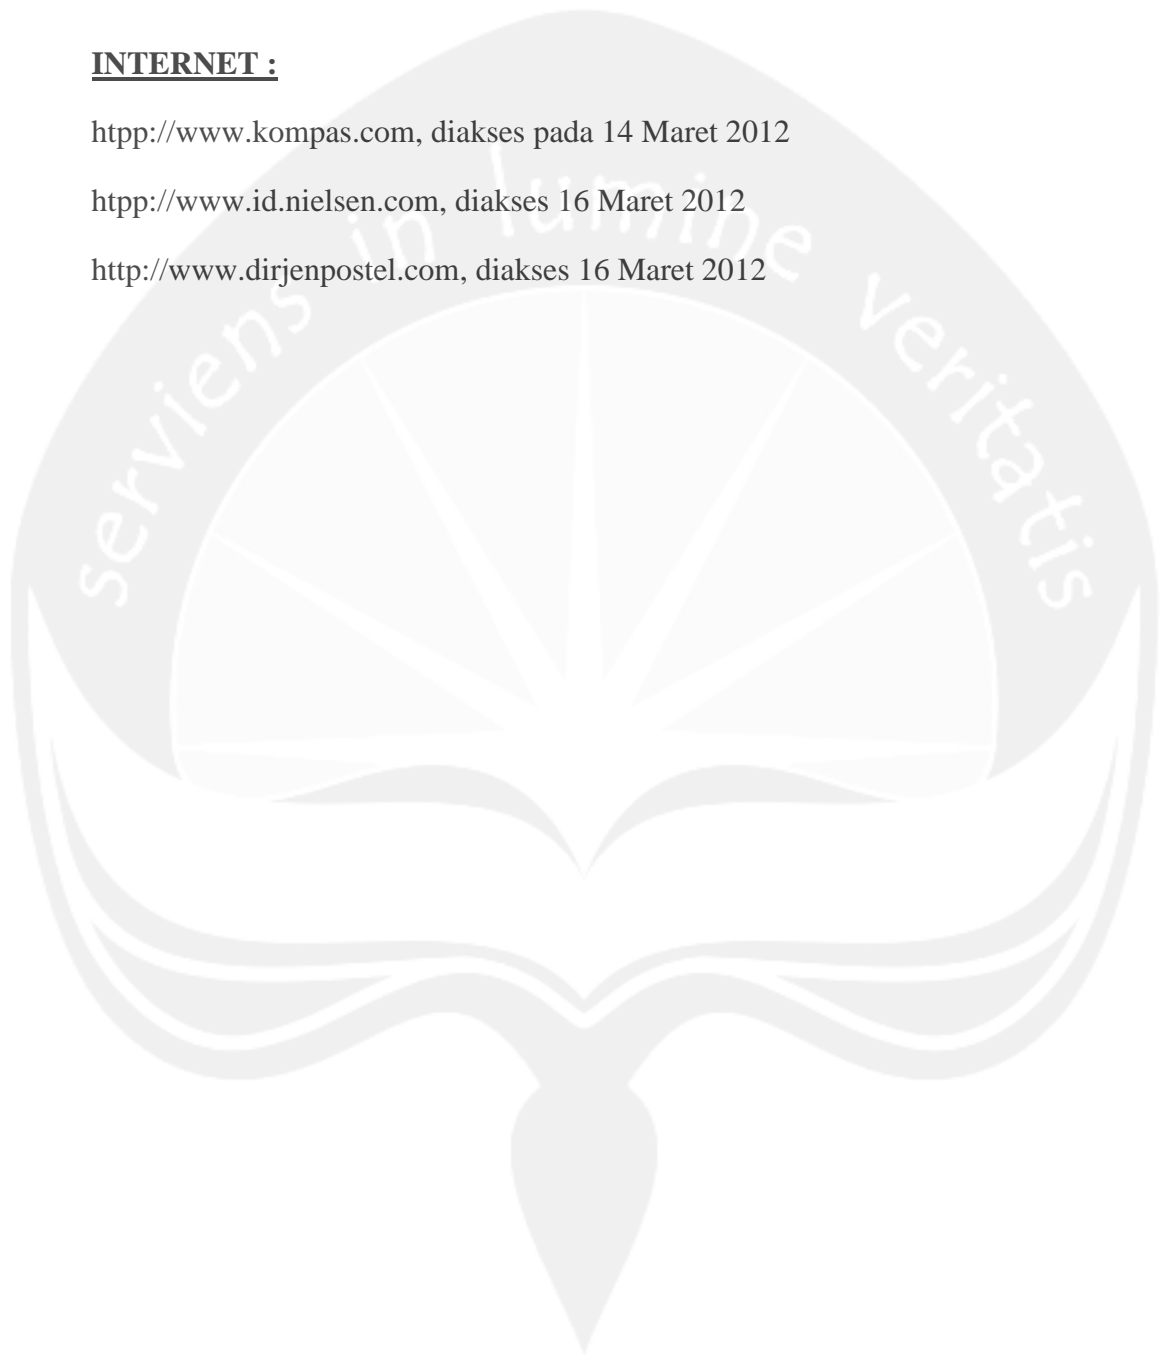 INTERNET :
htpp://www.kompas.com, diakses pada 14 Maret 2012
htpp://www.id.nielsen.com, diakses 16 Maret 2012
http://www.dirjenpostel.com, diakses 16 Maret 2012
serviens in lumine veritatis